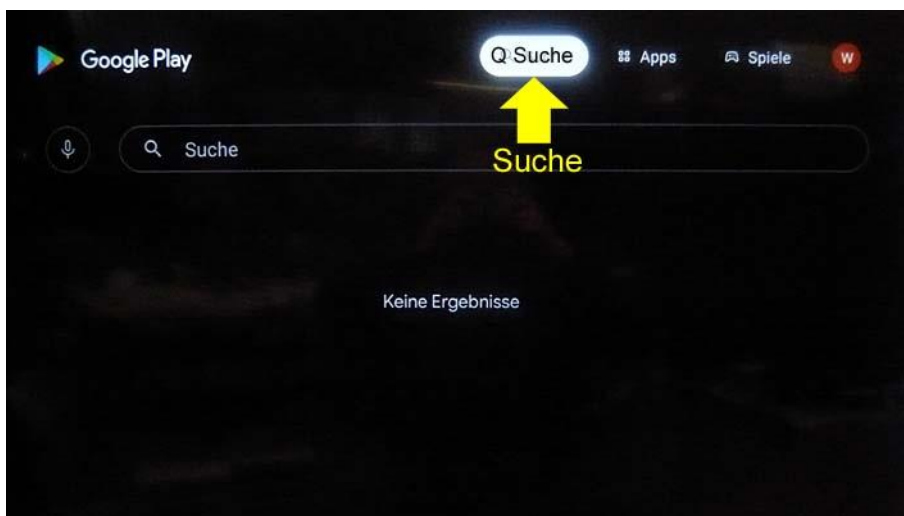 Google Play
Q Suche
Apps
Spiele
W
Suche
Suche
Keine Ergebnisse